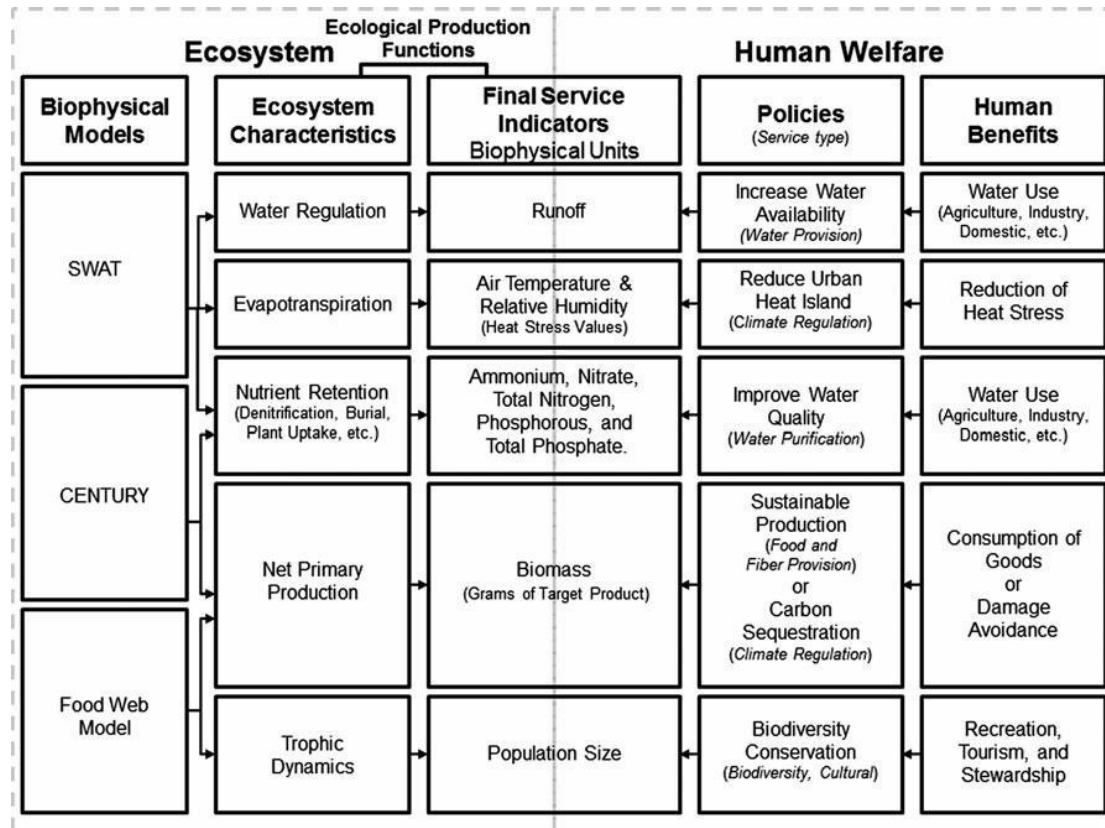 Ecological Production
Functions
Ecosystem
Human Welfare
Biophysical
Models
Ecosystem
Characteristics
Final Service
Indicators
Biophysical Units
Policies
(Service type)
Human
Benefits
SWAT
CENTURY
Food Web
Model
Water Regulation
Runoff
Increase Water
Availability
(Water Provision)
Water Use
(Agriculture, Industry,
Domestic, etc.)
Evapotranspiration
Air Temperature &
Relative Humidity
(Heat Stress Values)
Reduce Urban
Heat Island
(Climate Regulation)
Reduction of
Heat Stress
Nutrient Retention
(Denitrification, Burial,
Plant Uptake, etc.)
Ammonium, Nitrate,
Total Nitrogen,
Phosphorous, and
Total Phosphate.
Improve Water
Quality
(Water Purification)
Water Use
(Agriculture, Industry,
Domestic, etc.)
Net Primary
Production
Biomass
(Grams of Target Product)
Sustainable
Production
(Food and
Fiber Provision)
or
Carbon
Sequestration
(Climate Regulation)
Consumption of
Goods
or
Damage
Avoidance
Trophic
Dynamics
Population Size
Biodiversity
Conservation
(Biodiversity, Cultural)
Recreation,
Tourism, and
Stewardship